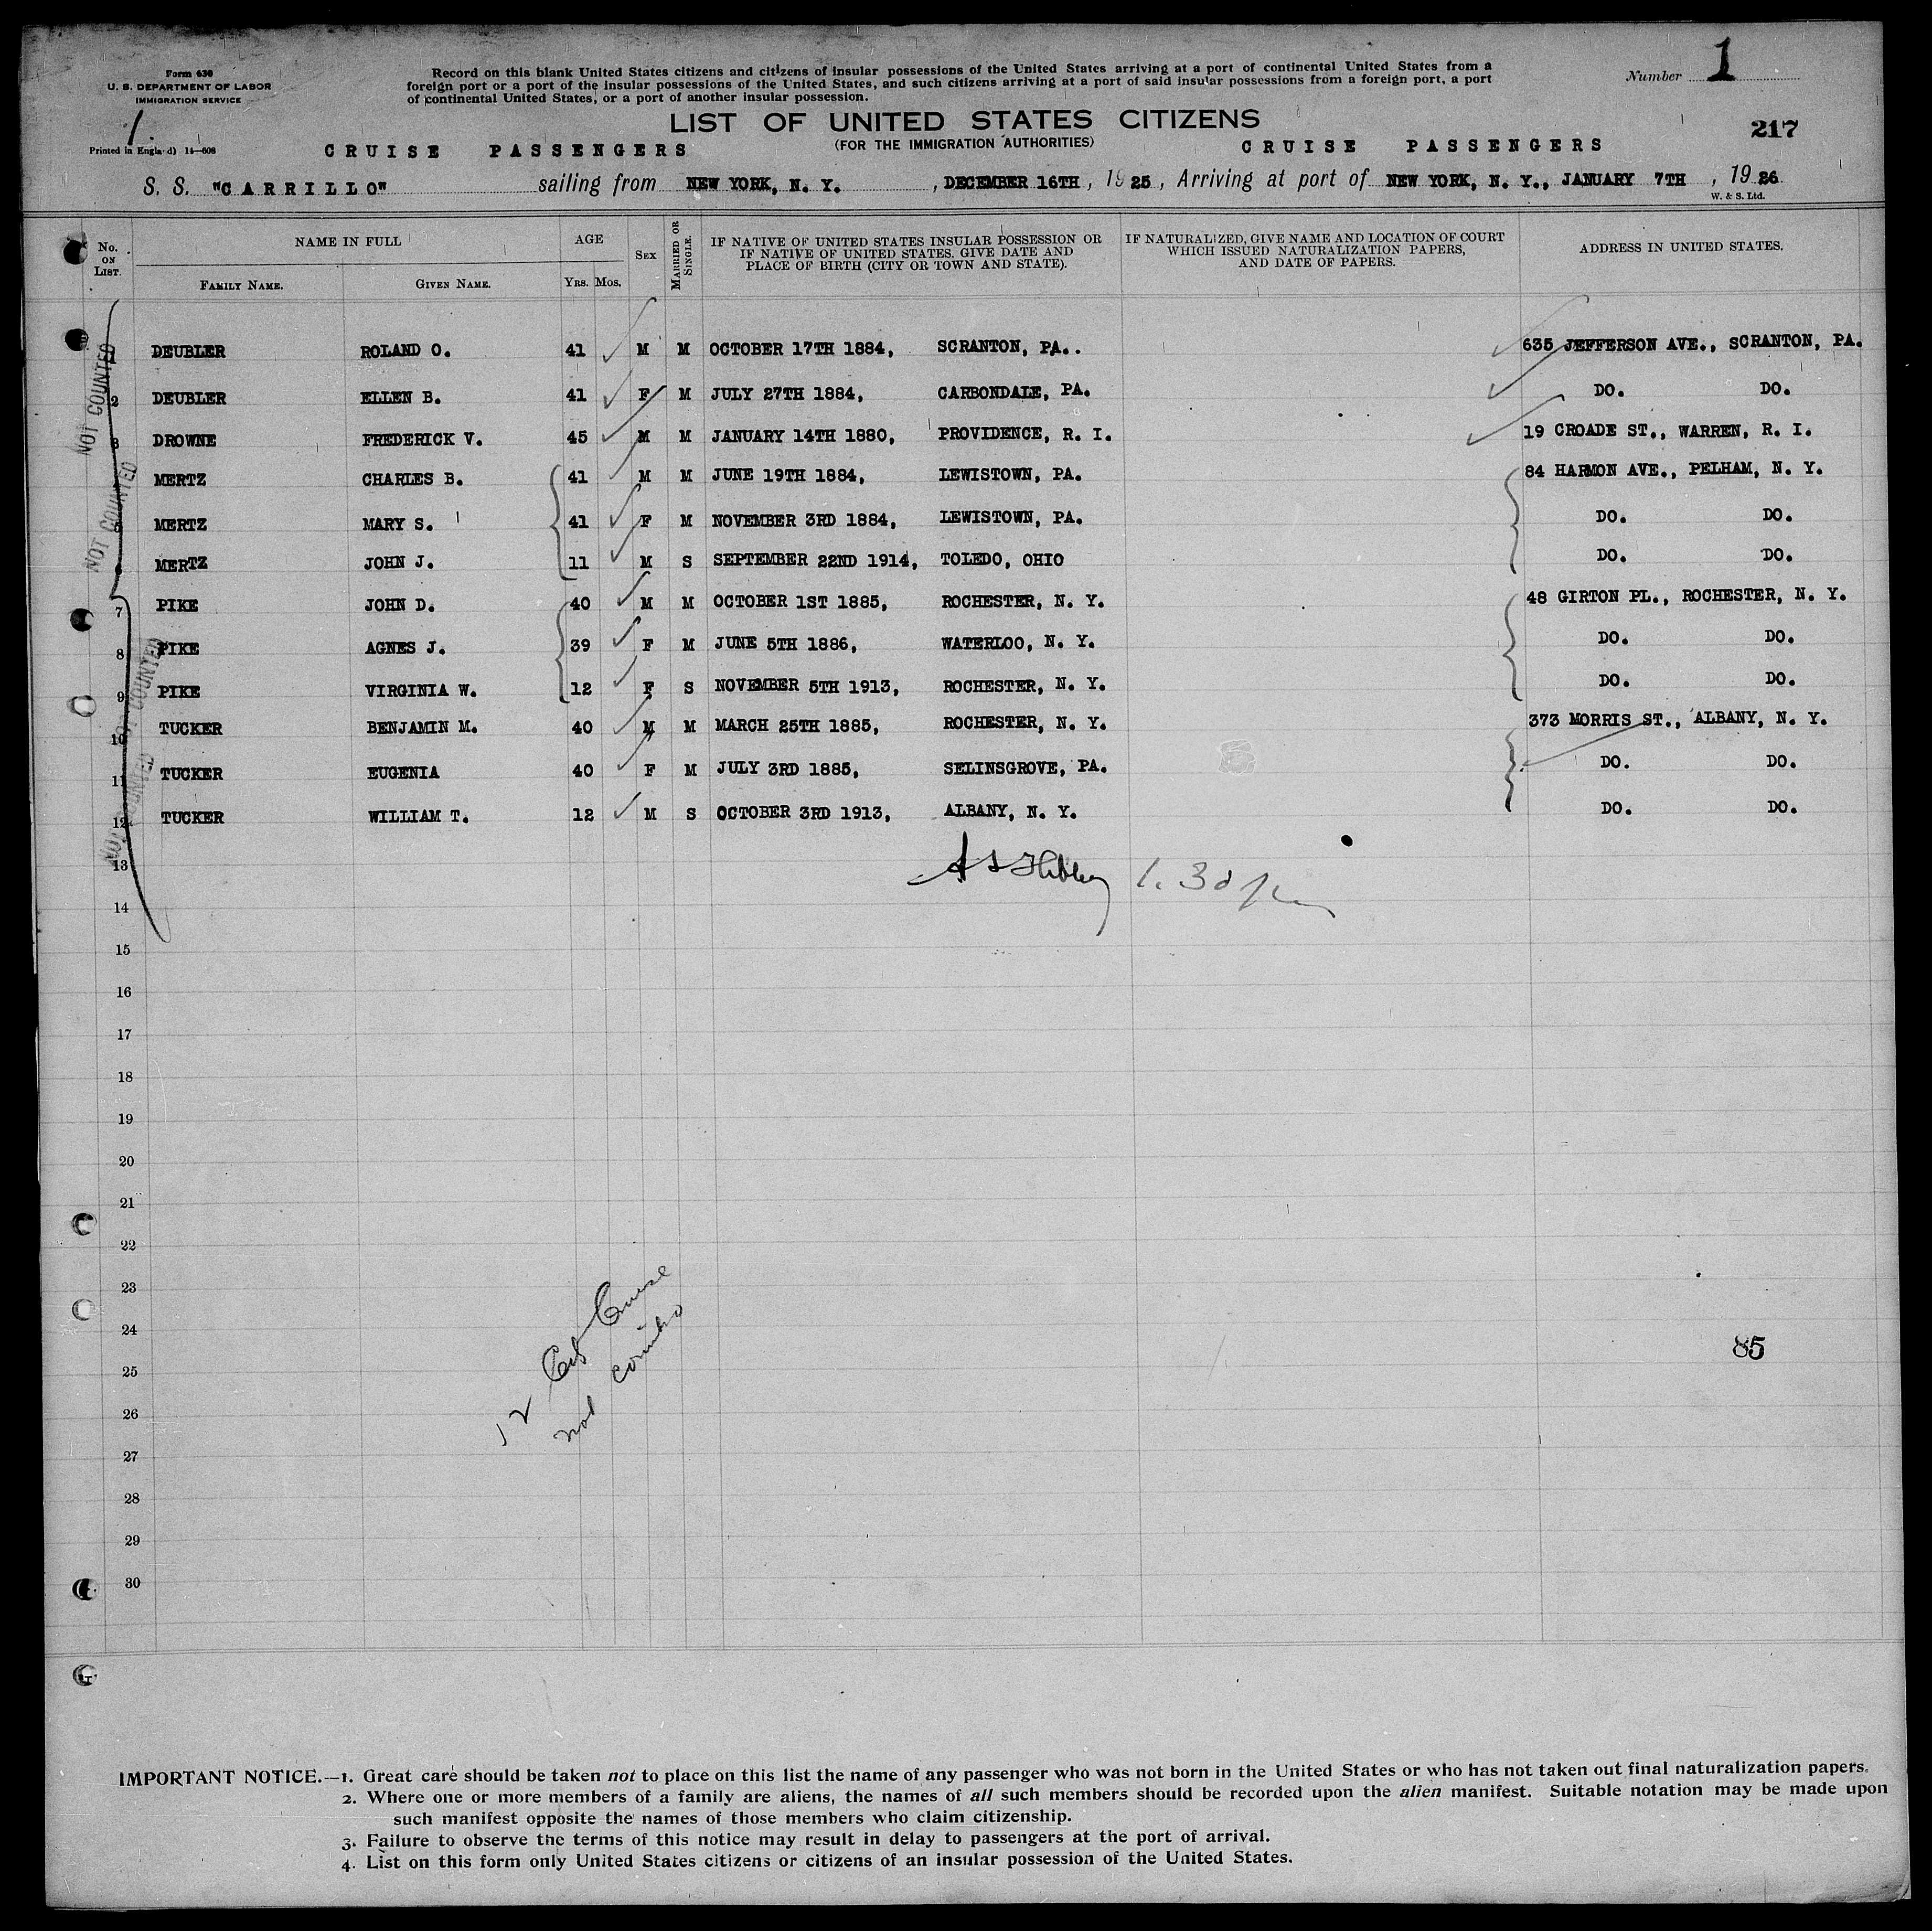 Form 630
U. S. DEPARTMENT OF LABOR
IMMIGRATION SERVICE
1
Record on this blank United States citizens and citizens of insular possessions of the United States arriving at a port of continental United States from a
foreign port or a port of the insular possessions of the United States, and such citizens arriving at a port of said insular possessions from a foreign port, a port
of continental United States, or a port of another insular possession.
Number 1
LIST OF UNITED STATES CITIZENS
217
Printed in England) 14—608
CRUISE PASSENGERS (FOR THE IMMIGRATION AUTHORITIES) CRUISE PASSENGERS
S. S. "CARRILLO" sailing from NEW YORK, N. Y. , DECEMBER 16TH , 1925 , Arriving at port of NEW YORK, N. Y., JANUARY 7TH , 1926
W. & S. Ltd.
No. ON LIST. NAME IN FULL FAMILY NAME. GIVEN NAME. AGE YRS. MOS. SEX MARRIED OR SINGLE. IF NATIVE OF UNITED STATES INSULAR POSSESSION OR IF NATIVE OF UNITED STATES, GIVE DATE AND PLACE OF BIRTH (CITY OR TOWN AND STATE). IF NATURALIZED, GIVE NAME AND LOCATION OF COURT WHICH ISSUED NATURALIZATION PAPERS, AND DATE OF PAPERS. ADDRESS IN UNITED STATES.
1 DEUBLER ROLAND O. 41 M M OCTOBER 17TH 1884, SCRANTON, PA.. 635 JEFFERSON AVE., SCRANTON, PA.
2 DEUBLER ELLEN B. 41 F M JULY 27TH 1884, CARBONDALE, PA. DO. DO.
3 DROWNE FREDERICK V. 45 M M JANUARY 14TH 1880, PROVIDENCE, R. I. 19 CROADE ST., WARREN, R. I.
MERTZ CHARLES B. 41 M M JUNE 19TH 1884, LEWISTOWN, PA. 84 HARMON AVE., PELHAM, N. Y.
5 MERTZ MARY S. 41 F M NOVEMBER 3RD 1884, LEWISTOWN, PA. DO. DO.
6 MERTZ JOHN J. 11 M S SEPTEMBER 22ND 1914, TOLEDO, OHIO DO. DO.
7 PIKE JOHN D. 40 M M OCTOBER 1ST 1885, ROCHESTER, N. Y. 48 GIRTON PL., ROCHESTER, N. Y.
8 PIKE AGNES J. 39 F M JUNE 5TH 1886, WATERLOO, N. Y. DO. DO.
9 PIKE VIRGINIA W. 12 F S NOVEMBER 5TH 1913, ROCHESTER, N. Y. DO. DO.
10 TUCKER BENJAMIN M. 40 M M MARCH 25TH 1885, ROCHESTER, N. Y. 373 MORRIS ST., ALBANY, N. Y.
11 TUCKER EUGENIA 40 F M JULY 3RD 1885, SELINSGROVE, PA. DO. DO.
12 TUCKER WILLIAM T. 12 M S OCTOBER 3RD 1913, ALBANY, N. Y. DO. DO.
NOT COUNTED
NOT COUNTED
NOT COUNTED
NOT COUNTED
13
14
15
16
17
18
19
20
21
22
23
24
25
26
27
28
29
30
12 Cit Cruise
not
85
IMPORTANT NOTICE.—1. Great care should be taken not to place on this list the name of any passenger who was not born in the United States or who has not taken out final naturalization papers.
2. Where one or more members of a family are aliens, the names of all such members should be recorded upon the alien manifest. Suitable notation may be made upon
such manifest opposite the names of those members who claim citizenship.
3. Failure to observe the terms of this notice may result in delay to passengers at the port of arrival.
4. List on this form only United States citizens or citizens of an insular possession of the United States.